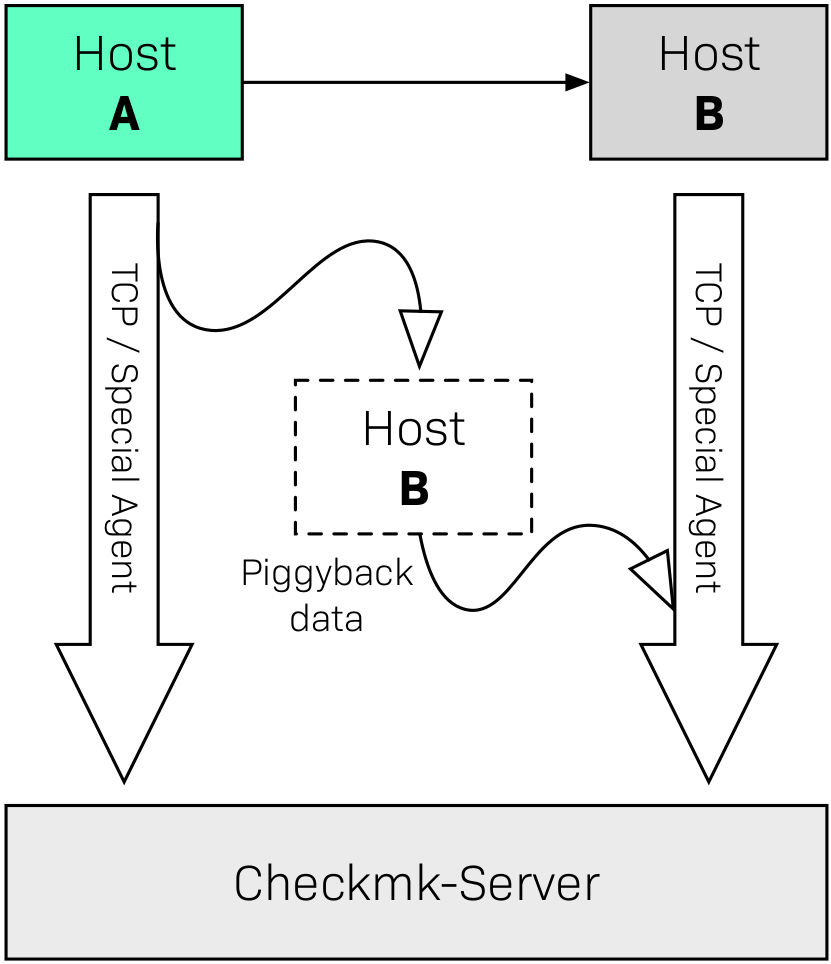 Host
A
Host
B
TCP / Special Agent
Host
B
Piggyback
data
TCP / Special Agent
Checkmk-Server